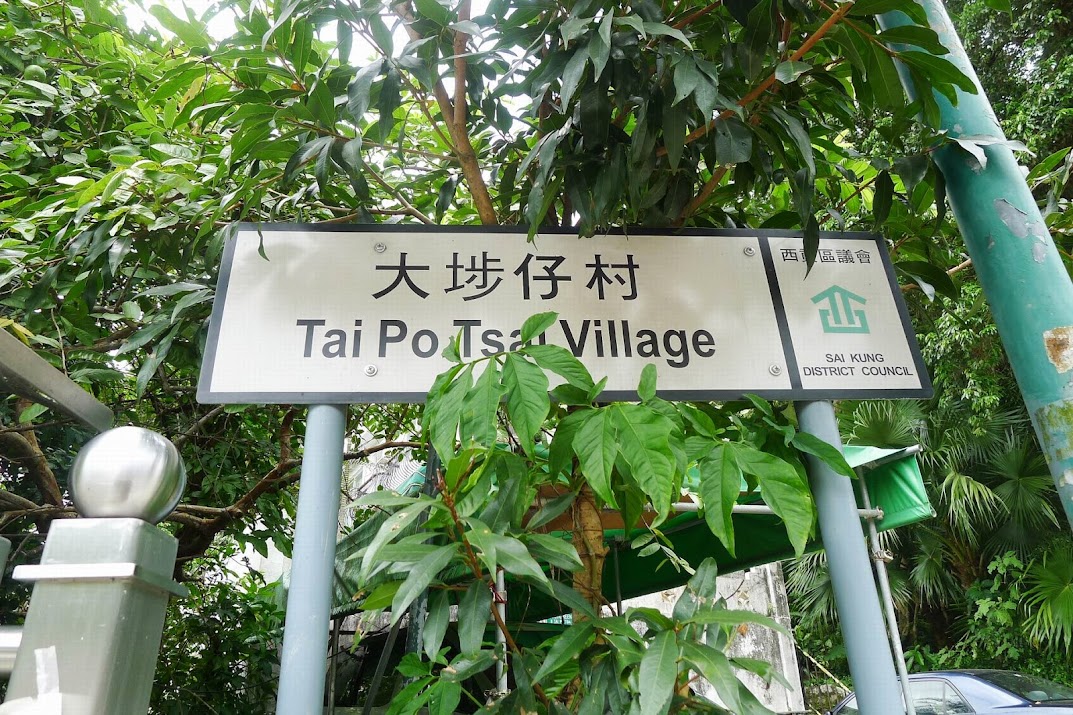 大埗仔村
Tai Po Tsai Village
西貢區議會
SAI KUNG
DISTRICT COUNCIL